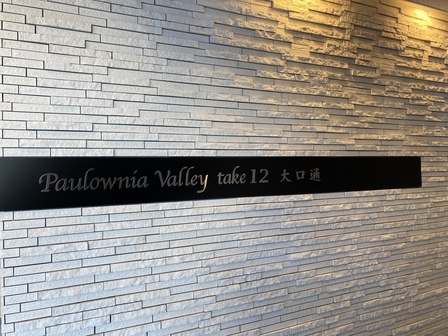 Paulownia Valley take 12 大口通